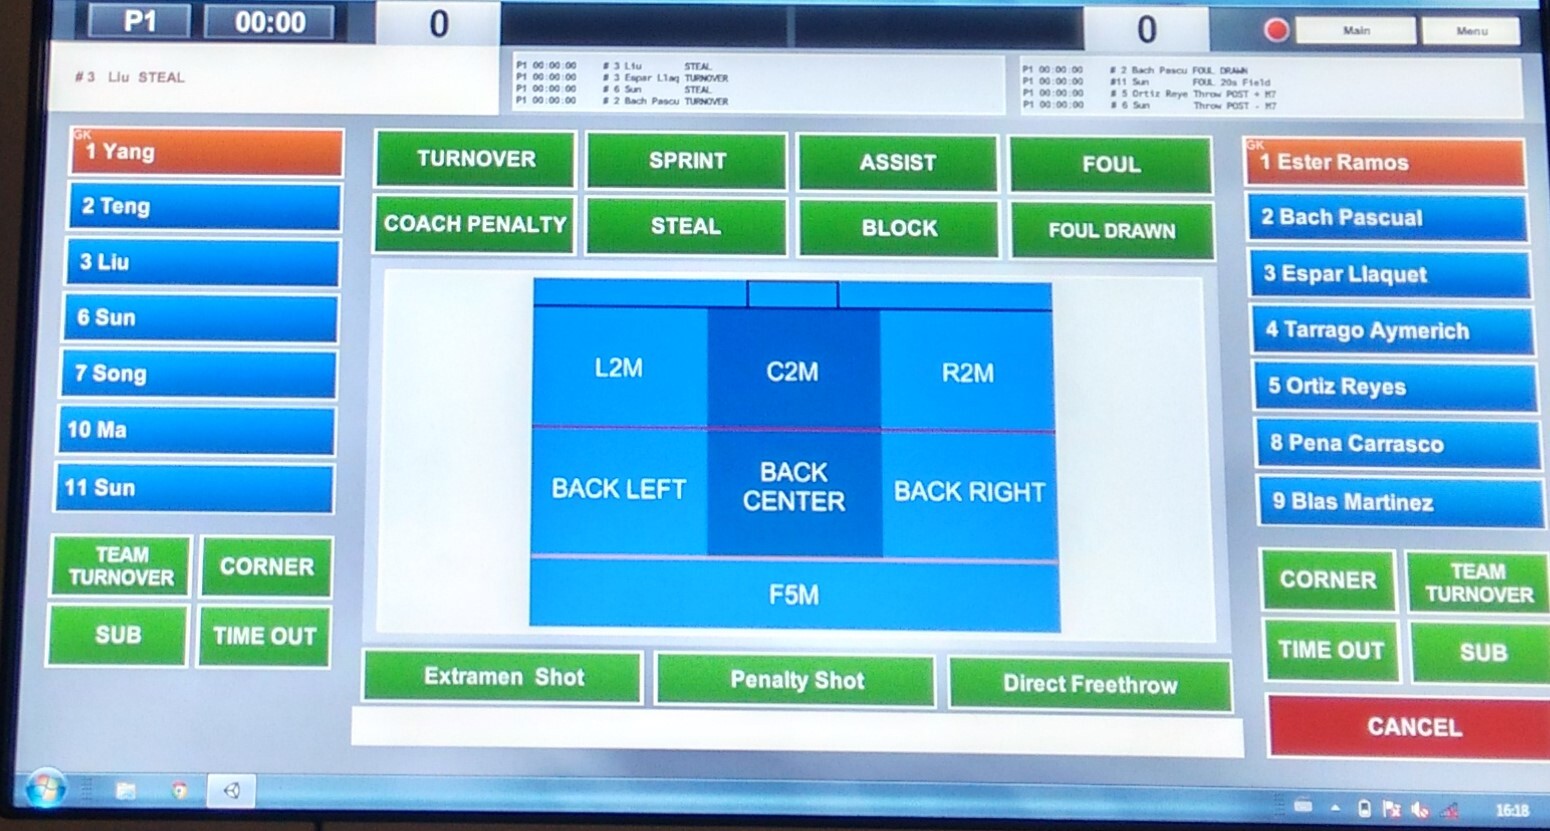 P1 00:00 0 0 Main Menu
#3 Liu STEAL
P1 00:00:00 # 3 Liu STEAL
P1 00:00:00 # 3 Espar Llaq TURNOVER
P1 00:00:00 # 6 Sun STEAL
P1 00:00:00 # 2 Bach Pascu TURNOVER
P1 00:00:00 # 2 Bach Pascu FOUL DRAWN
P1 00:00:00 #11 Sun FOUL 20s Field
P1 00:00:00 # 5 Ortiz Reye Throw POST + M7
P1 00:00:00 # 6 Sun Throw POST - M7
GK
1 Yang
2 Teng
3 Liu
6 Sun
7 Song
10 Ma
11 Sun
TEAM
TURNOVER
CORNER
SUB
TIME OUT
TURNOVER
SPRINT
ASSIST
FOUL
COACH PENALTY
STEAL
BLOCK
FOUL DRAWN
L2M
C2M
R2M
BACK LEFT
BACK
CENTER
BACK RIGHT
F5M
Extramen Shot
Penalty Shot
Direct Freethrow
GK
1 Ester Ramos
2 Bach Pascual
3 Espar Llaquet
4 Tarrago Aymerich
5 Ortiz Reyes
8 Pena Carrasco
9 Blas Martinez
CORNER
TEAM
TURNOVER
TIME OUT
SUB
CANCEL
16:18